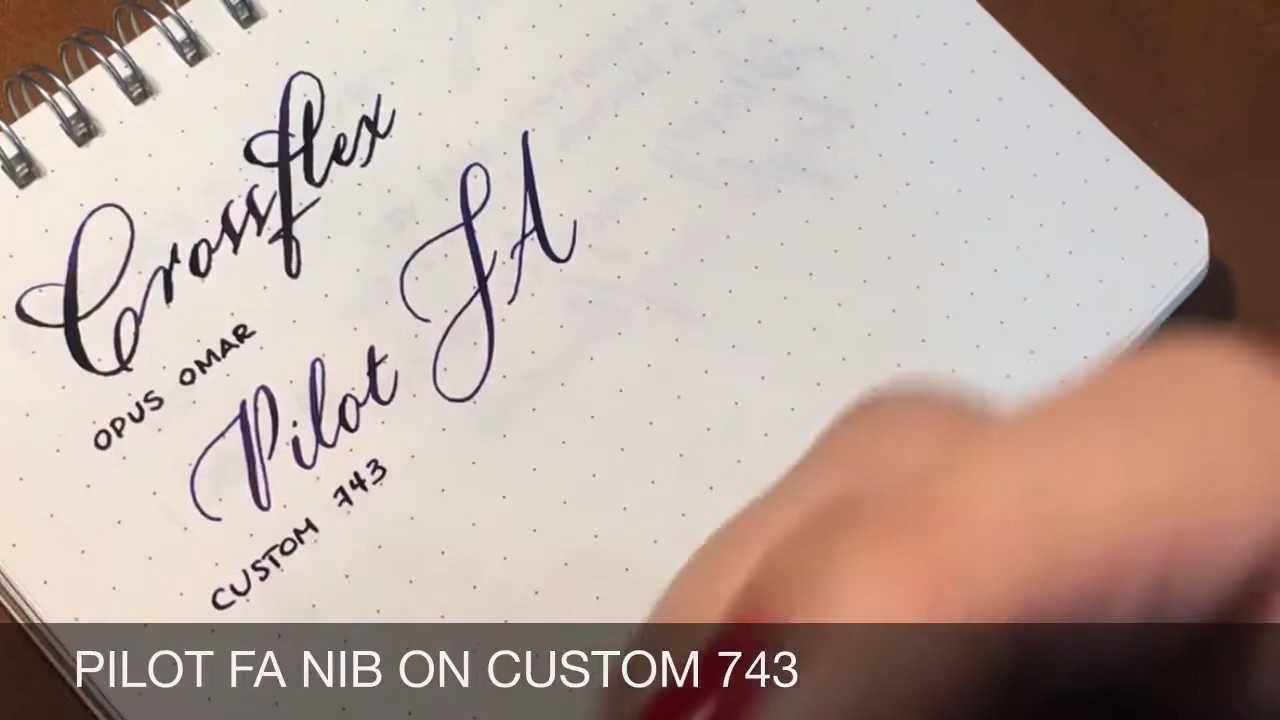 Crossflex
OPUS OMAR
Pilot FA
CUSTOM 743
PILOT FA NIB ON CUSTOM 743